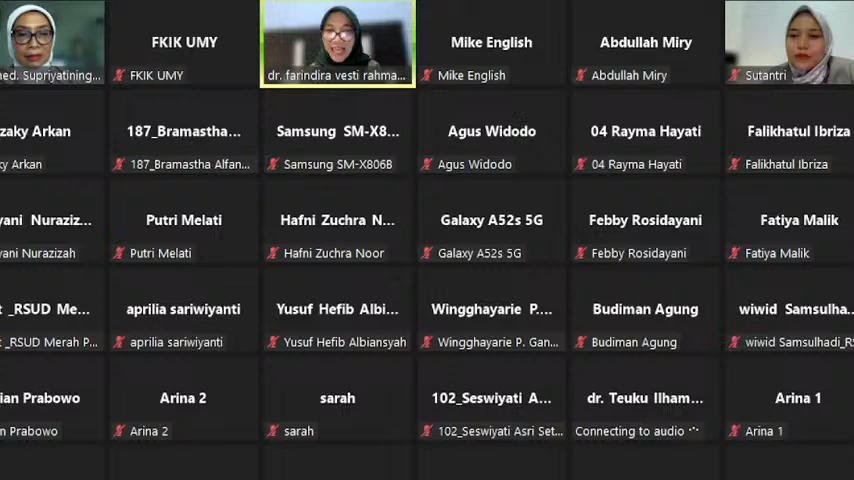 FKIK UMY
Mike English
Abdullah Miry
ned. Supriyatining...
FKIK UMY
dr. farindira vesti rahma...
Mike English
Abdullah Miry
Sutantri
zaky Arkan
187_Bramastha...
Samsung SM-X8...
Agus Widodo
04 Rayma Hayati
Falikhatul Ibriza
ky Arkan
187_Bramastha Alfan...
Samsung SM-X806B
Agus Widodo
04 Rayma Hayati
Falikhatul Ibriza
yani Nuraziz...
Putri Melati
Hafni Zuchra N...
Galaxy A52s 5G
Febby Rosidayani
Fatiya Malik
yani Nurazizah
Putri Melati
Hafni Zuchra Noor
Galaxy A52s 5G
Febby Rosidayani
Fatiya Malik
t _RSUD Me...
aprilia sariwiyanti
Yusuf Hefib Albi...
Wingghayarie P....
Budiman Agung
wiwid Samsulha...
t _RSUD Merah P...
aprilia sariwiyanti
Yusuf Hefib Albiansyah
Wingghayarie P. Gan...
Budiman Agung
wiwid Samsulhadi_RS
ian Prabowo
Arina 2
sarah
102_Seswiyati A...
dr. Teuku Ilham...
Arina 1
n Prabowo
Arina 2
sarah
102_Seswiyati Asri Set...
Connecting to audio
Arina 1